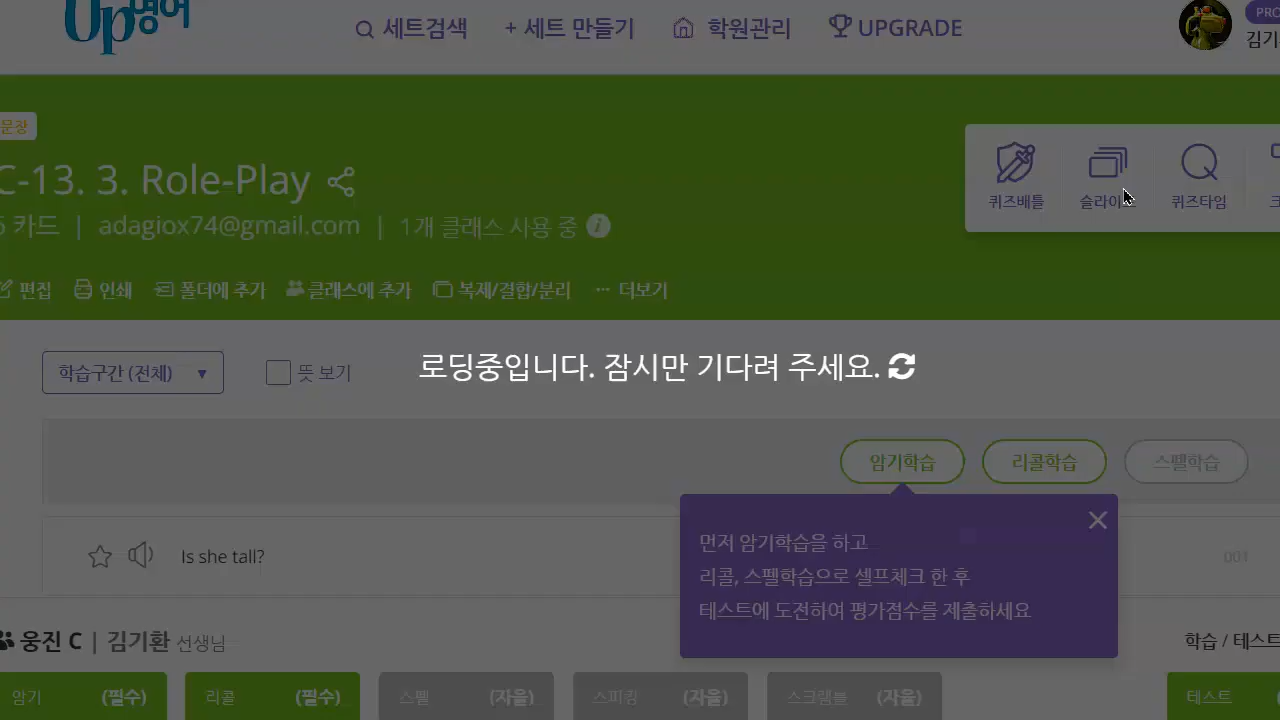 Up영어
세트검색
+ 세트 만들기
학원관리
UPGRADE
PRO
김기
문장
C-13. 3. Role-Play
카드 | adagiox74@gmail.com | 1개 클래스 사용 중
퀴즈배틀
퀴즈타임
편집
인쇄
폴더에 추가
클래스에 추가
복제/결합/분리
··· 더보기
학습구간 (전체) ▼
뜻 보기
로딩중입니다. 잠시만 기다려 주세요.
암기학습
리콜학습
스펠학습
먼저 암기학습을 하고
리콜, 스펠학습으로 셀프체크 한 후
테스트에 도전하여 평가점수를 제출하세요
Is she tall?
001
웅진 C | 김기환 선생님
학습 / 테스트
암기 (필수)
리콜 (필수)
스펠 (자율)
스피킹 (자율)
스크램블 (자율)
테스트